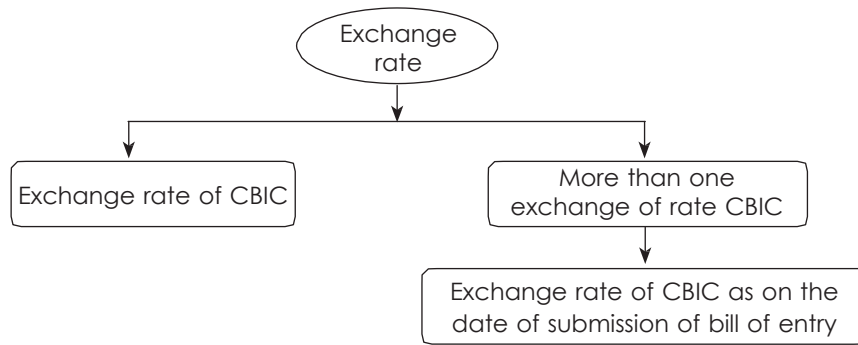 Exchange
rate
Exchange rate of CBIC
More than one
exchange of rate CBIC
Exchange rate of CBIC as on the
date of submission of bill of entry